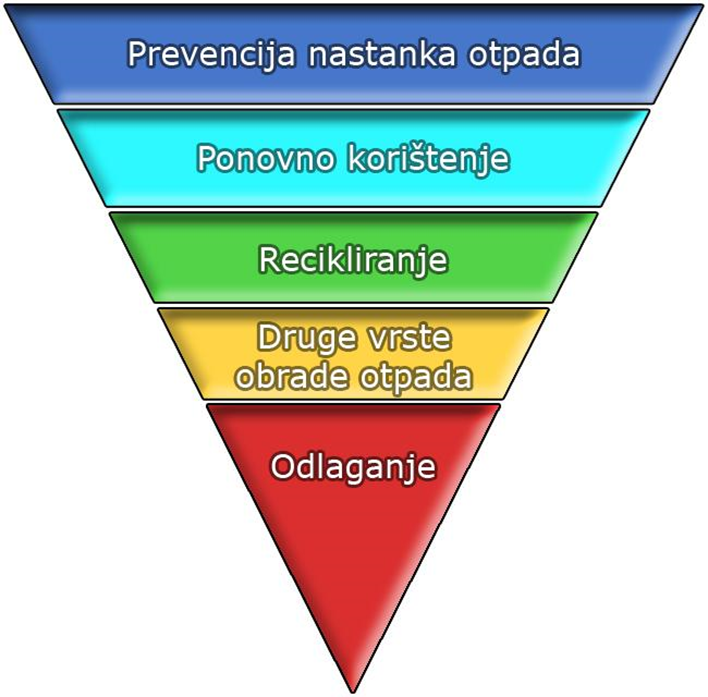 Prevencija nastanka otpada
Ponovno korištenje
Recikliranje
Druge vrste
obrade otpada
Odlaganje